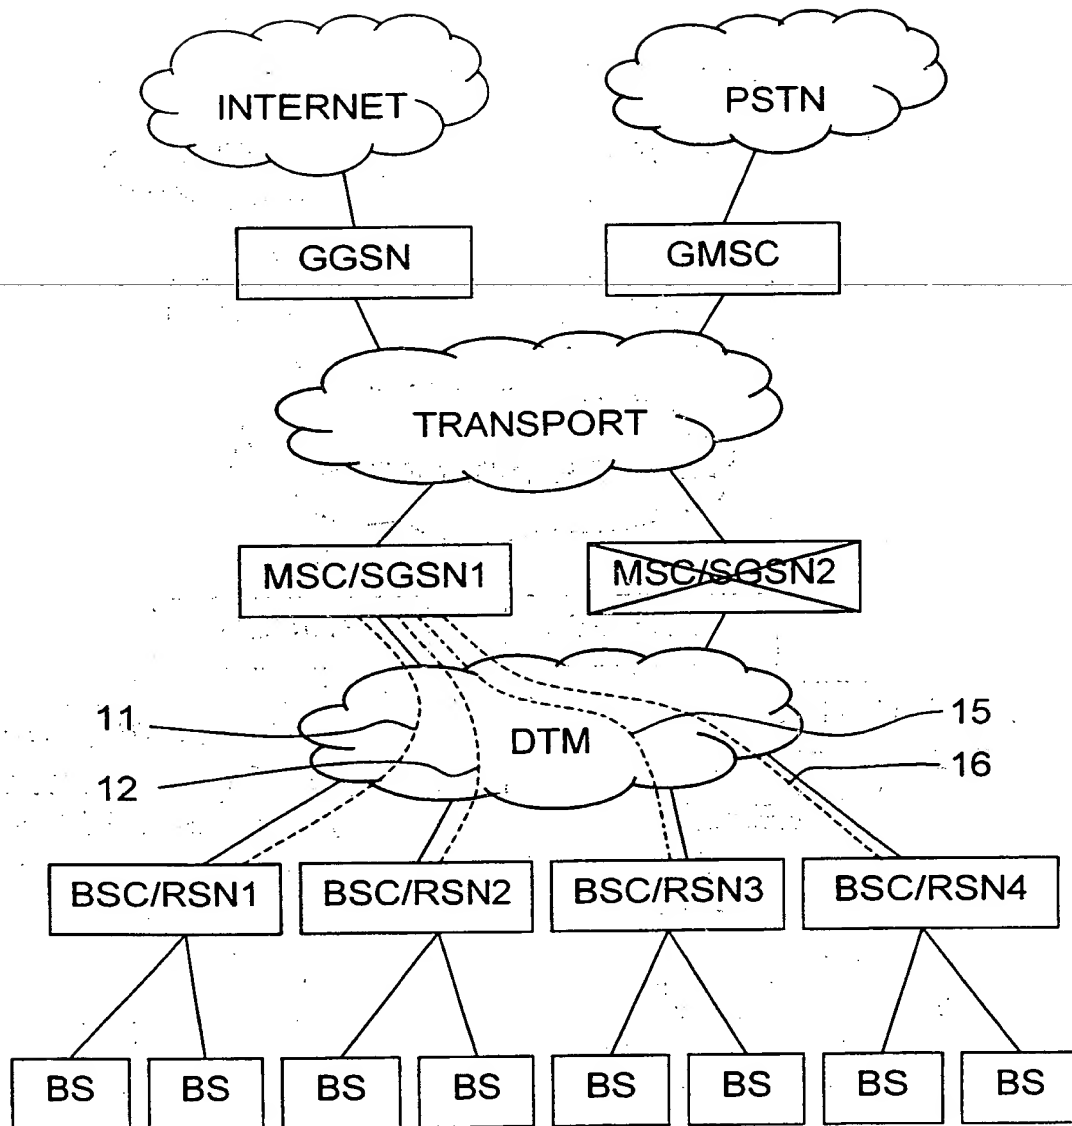 INTERNET
PSTN
GGSN
GMSC
TRANSPORT
MSC/SGSN1
MSC/SGSN2
11
DTM
15
12
16
BSC/RSN1
BSC/RSN2
BSC/RSN3
BSC/RSN4
BS
BS
BS
BS
BS
BS
BS
BS